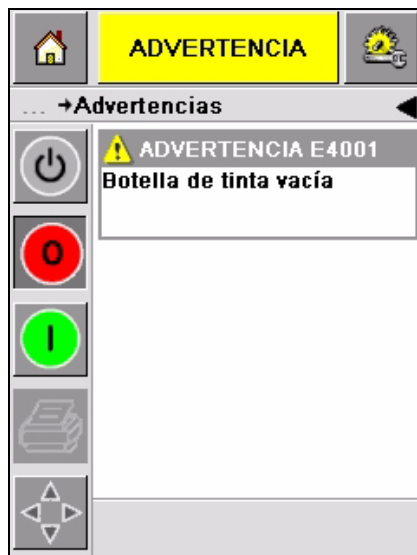 ADVERTENCIA
... →Advertencias
ADVERTENCIA E4001
Botella de tinta vacía
O
I